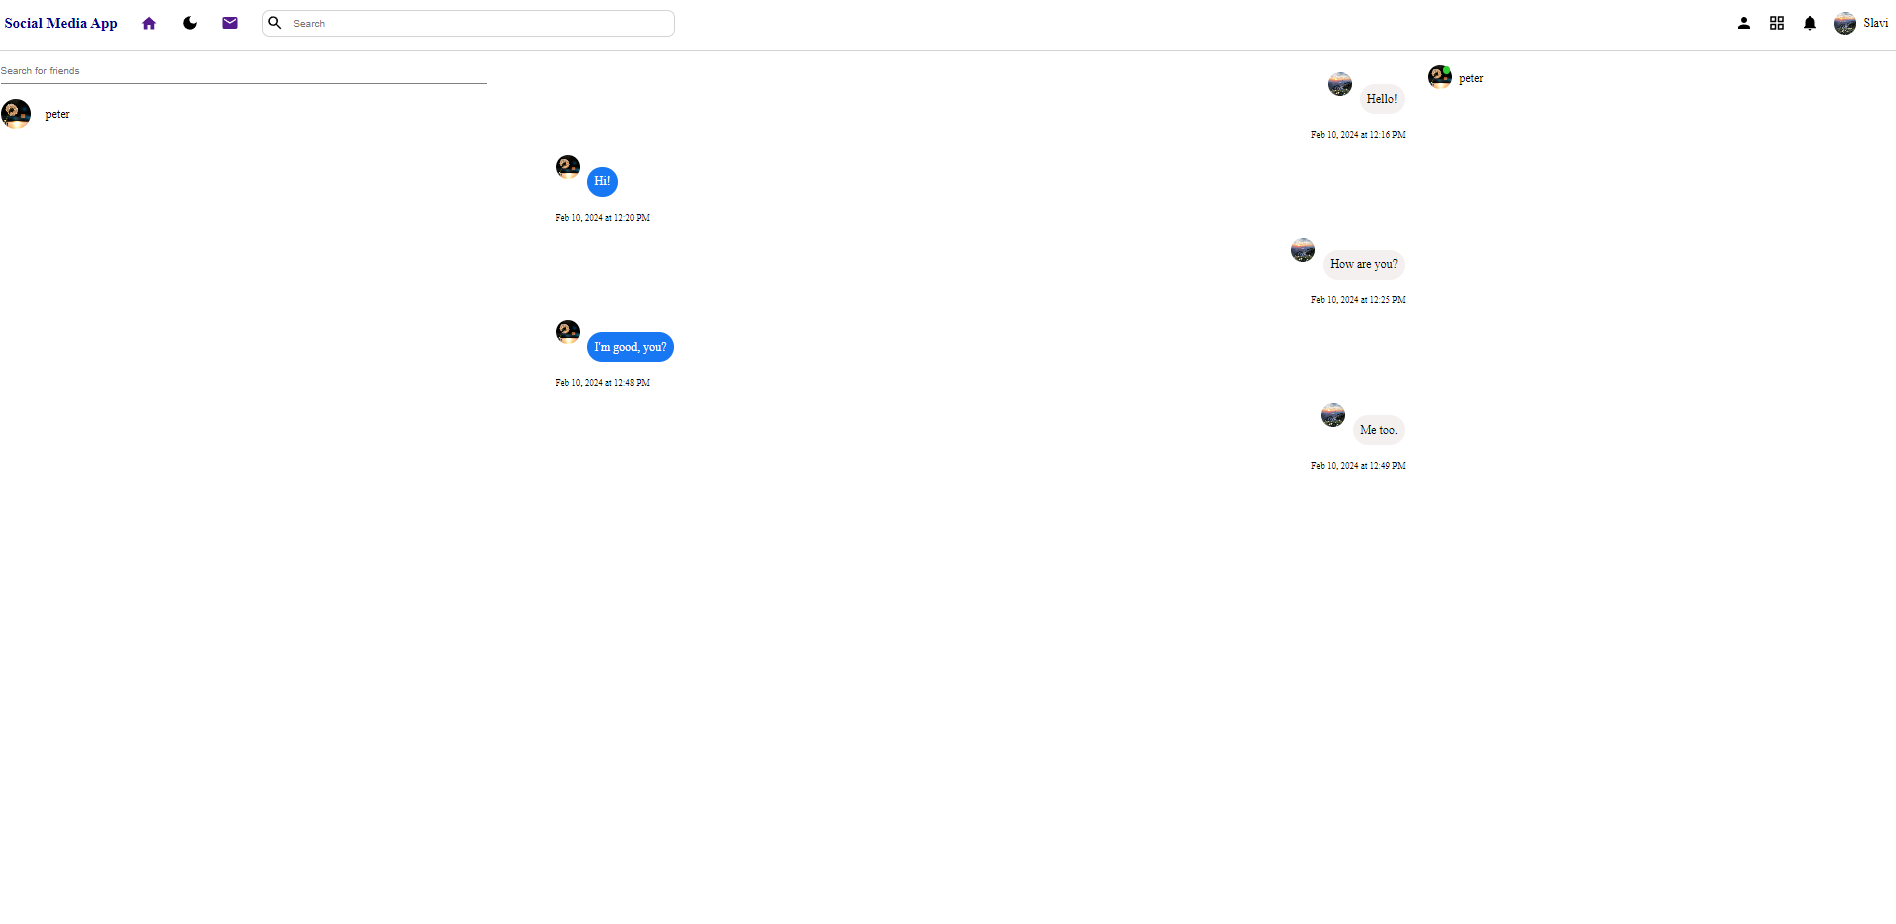 Social Media App
Search
Slavi
Search for friends
peter
Hello!
Feb 10, 2024 at 12:16 PM
Hi!
Feb 10, 2024 at 12:20 PM
How are you?
Feb 10, 2024 at 12:25 PM
I'm good, you?
Feb 10, 2024 at 12:48 PM
Me too.
Feb 10, 2024 at 12:49 PM
peter